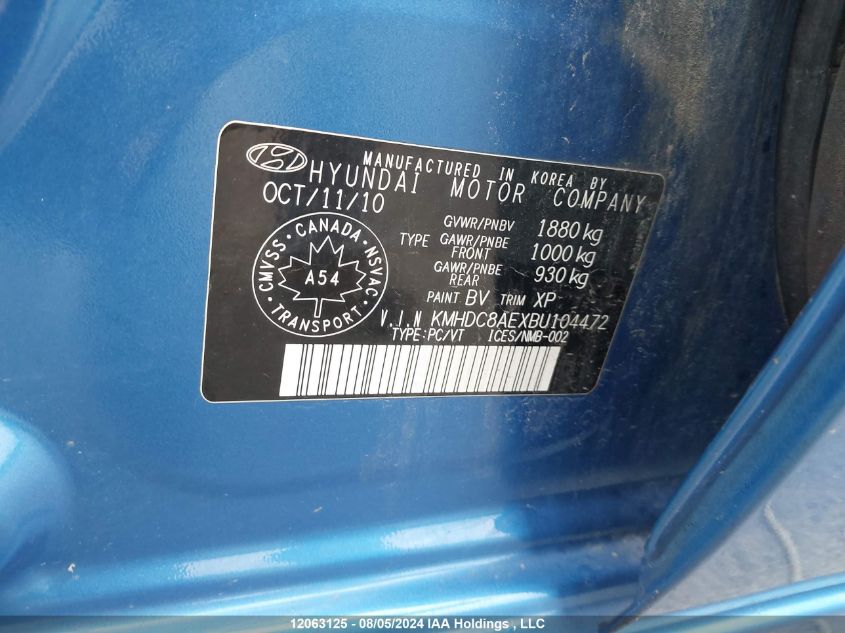 MANUFACTURED IN KOREA BY
HYUNDAI MOTOR COMPANY
OCT/11/10
GVWR/PNBV 1880 kg
TYPE GAWR/PNBE FRONT 1000 kg
GAWR/PNBE REAR 930 kg
CMVSS · CANADA · NSVAC
A54
TRANSPORT
PAINT BV TRIM XP
V.I.N KMHDC8AEXBU104472
TYPE:PC/VT ICES/NMB-002
12063125 - 08/05/2024 IAA Holdings , LLC